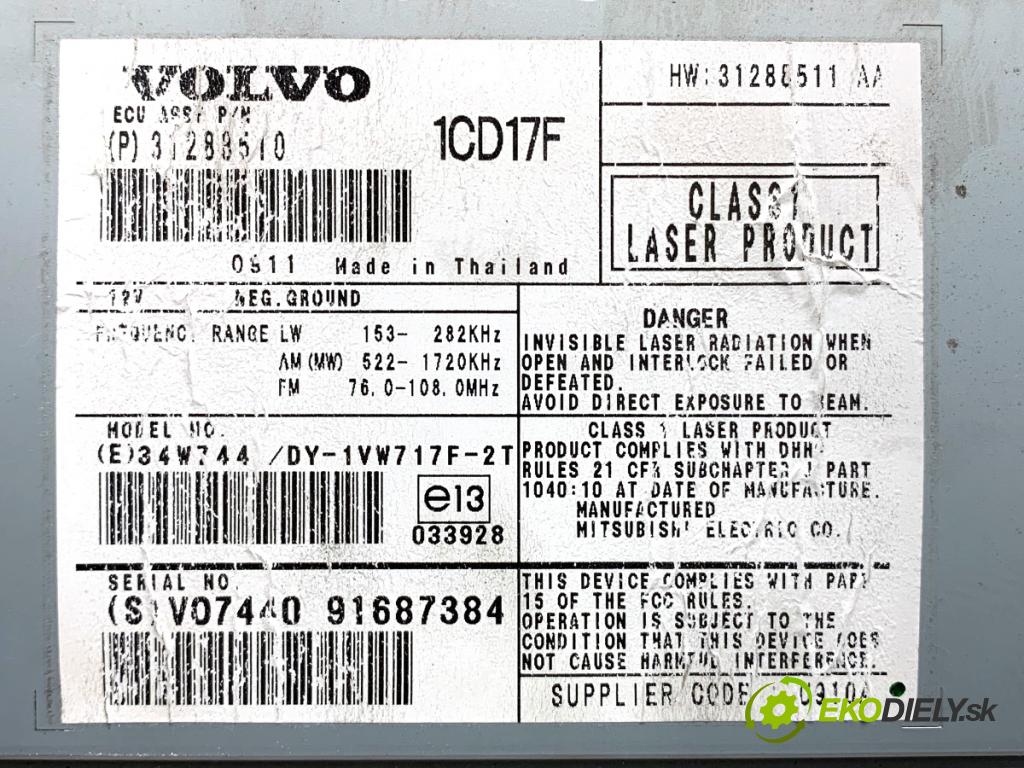 VOLVO
ECU ASSY P/N
(P) 31288510
1CD17F
0911 Made in Thailand
HW:31288511 AA
CLASS1
LASER PRODUCT
12V NEG.GROUND
FREQUENCY RANGE LW 153- 282KHz
AM(MW) 522- 1720KHz
FM 76.0-108.0MHz
DANGER
INVISIBLE LASER RADIATION WHEN
OPEN AND INTERLOCK FAILED OR
DEFEATED.
AVOID DIRECT EXPOSURE TO BEAM.
MODEL NO.
(E)34W744 /DY-1VW717F-2T
e13
033928
CLASS 1 LASER PRODUCT
PRODUCT COMPLIES WITH DHHS
RULES 21 CFR SUBCHAPTER J PART
1040:10 AT DATE OF MANUFACTURE.
MANUFACTURED
MITSUBISHI ELECTRIC CO.
SERIAL NO.
(S)V07440 91687384
THIS DEVICE COMPLIES WITH PART
15 OF THE FCC RULES.
OPERATION IS SUBJECT TO THE
CONDITION THAT THIS DEVICE DOES
NOT CAUSE HARMFUL INTERFERENCE.
SUPPLIER CODE
EKODIELY.sk